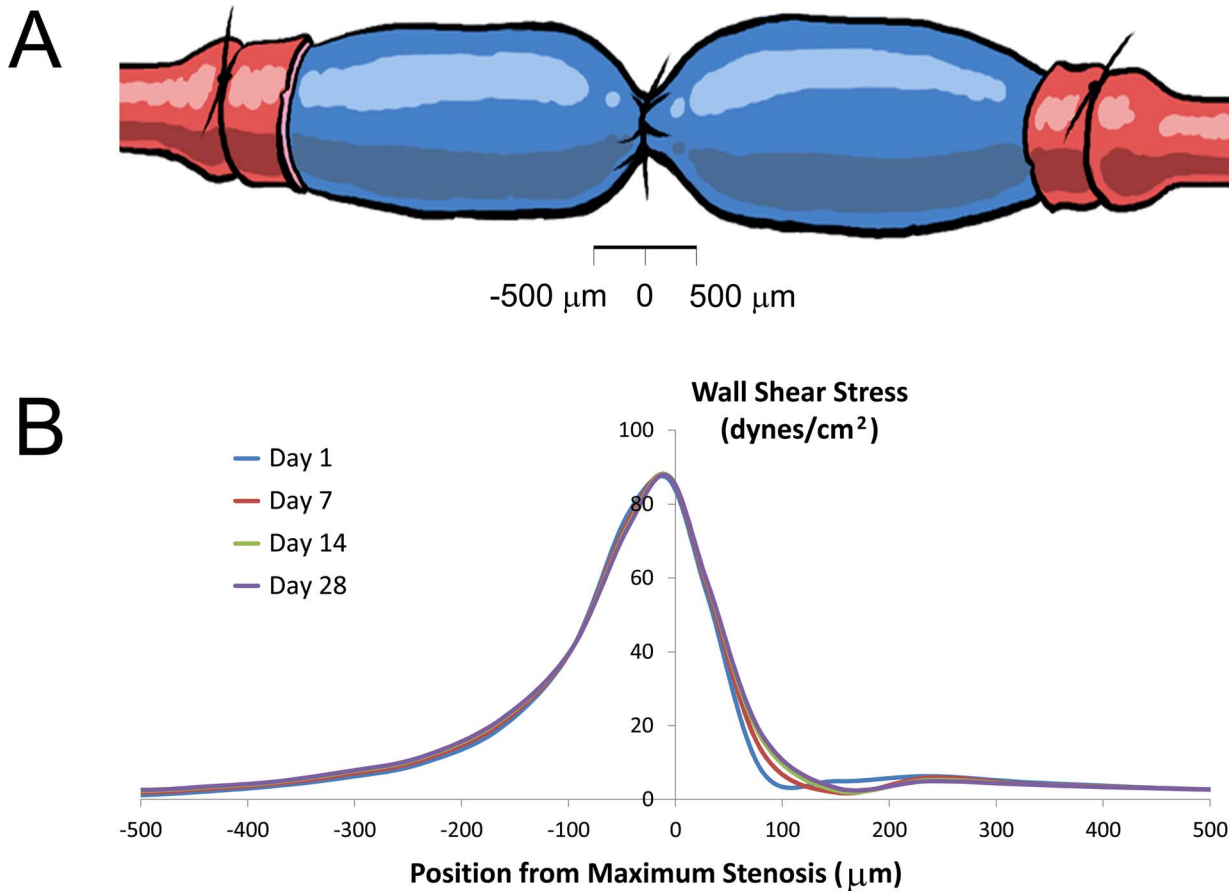 A
-500 μm 0 500 μm
B
Wall Shear Stress
(dynes/cm²)
Day 1
Day 7
Day 14
Day 28
100
80
60
40
20
0
-500 -400 -300 -200 -100 0 100 200 300 400 500
Position from Maximum Stenosis (μm)